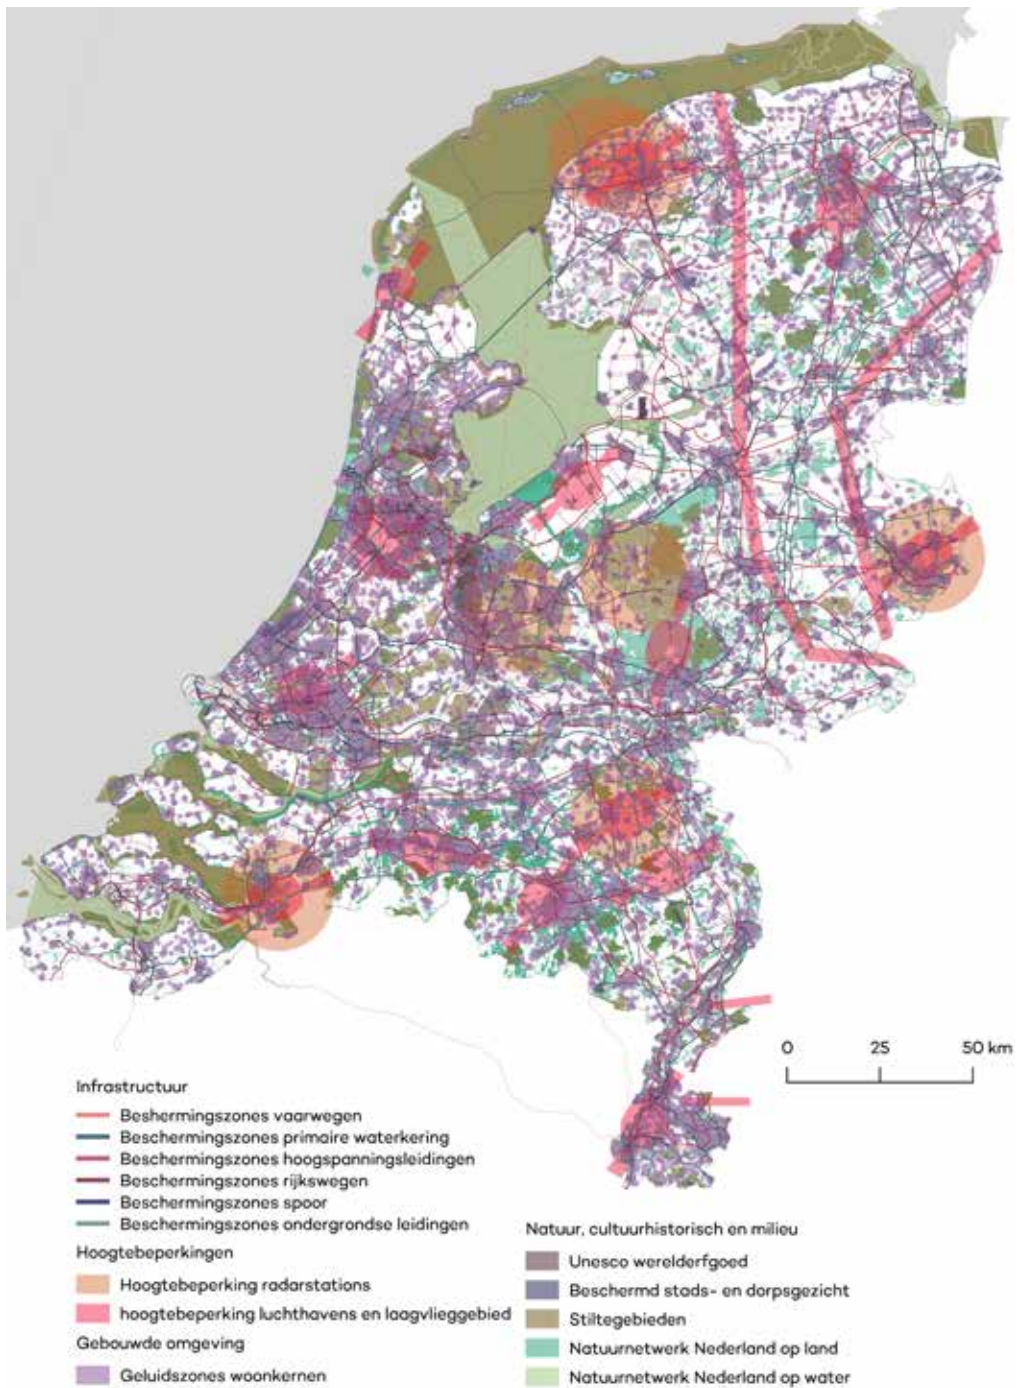 0 25 50 km
Infrastructuur
Beshermingszones vaarwegen
Beschermingszones primaire waterkering
Beschermingszones hoogspanningsleidingen
Beschermingszones rijkswegen
Beschermingszones spoor
Beschermingszones ondergrondse leidingen
Hoogtebeperkingen
Hoogtebeperking radarstations
hoogtebeperking luchthavens en laagvlieggebied
Gebouwde omgeving
Geluidszones woonkernen
Natuur, cultuurhistorisch en milieu
Unesco werelderfgoed
Beschermd stads- en dorpsgezicht
Stiltegebieden
Natuurnetwerk Nederland op land
Natuurnetwerk Nederland op water